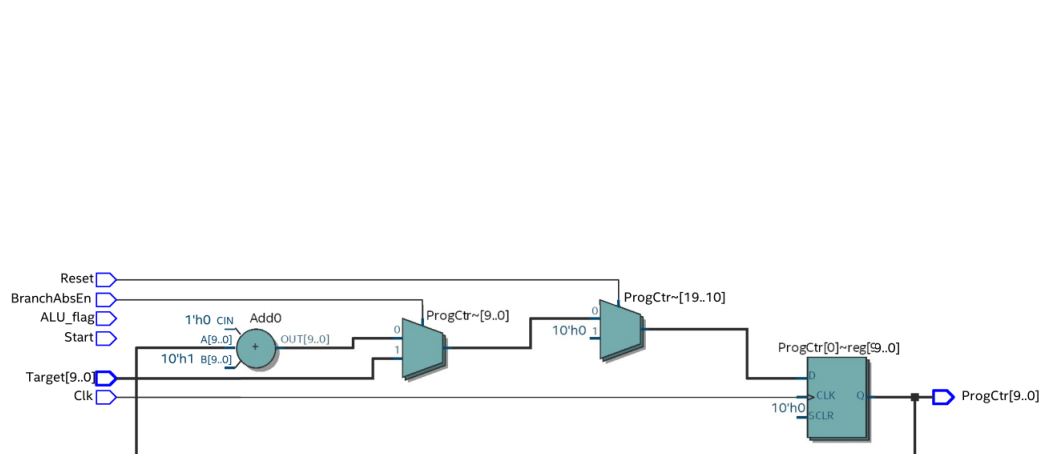 Reset
BranchAbsEn
ALU_flag
Start
Target[9..0]
Clk
Add0
1'h0 CIN
A[9..0]
10'h1 B[9..0]
OUT[9..0]
+
ProgCtr~[9..0]
0
1
ProgCtr~[19..10]
0
10'h0 1
ProgCtr[0]~reg[9..0]
D
CLK
Q
10'h0
SCLR
ProgCtr[9..0]